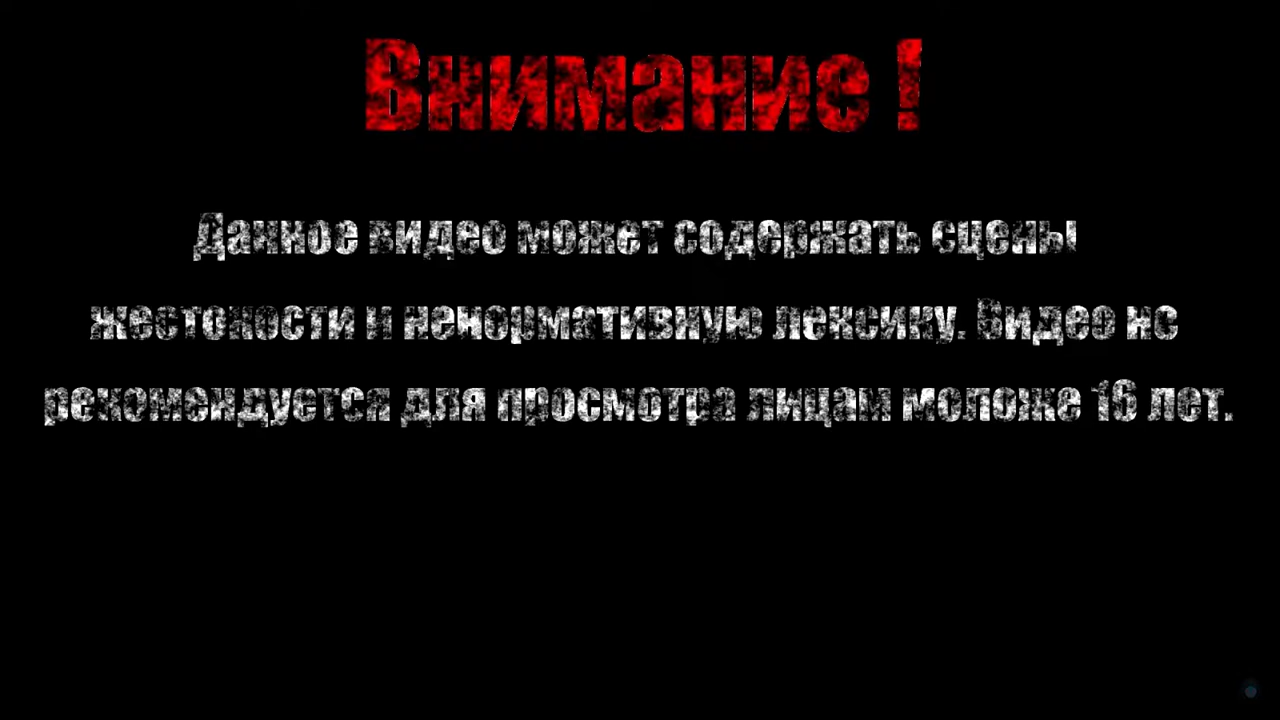 Внимание !
Данное видео может содержать сцены
жестокости и ненормативную лексику. Видео не
рекомендуется для просмотра лицам моложе 16 лет.